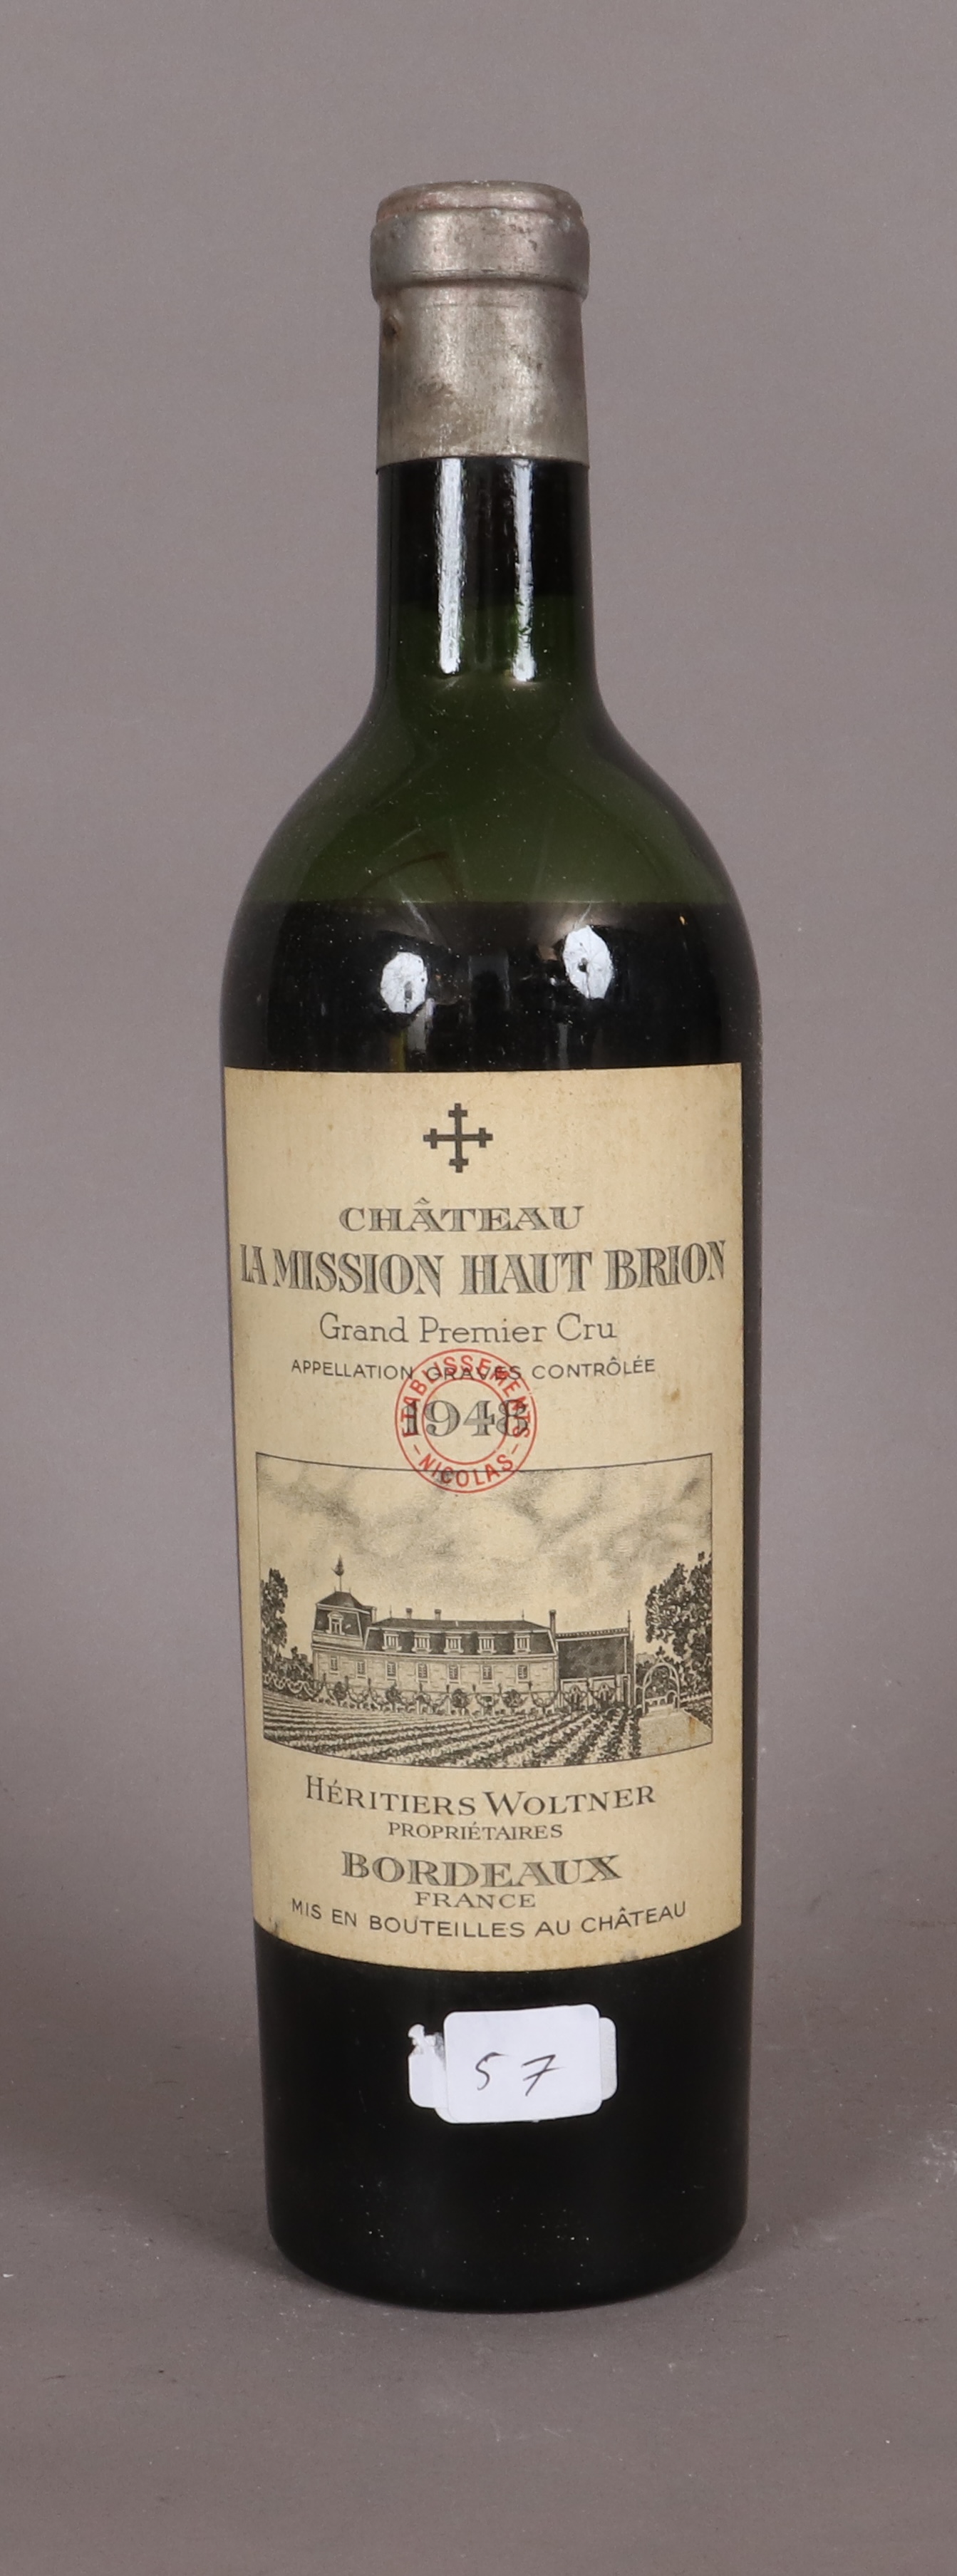 CHÂTEAU
LA MISSION HAUT BRION
Grand Premier Cru
APPELLATION GRAVES CONTRÔLÉE
1948
ETABLISSEMENTS
- NICOLAS -
HÉRITIERS WOLTNER
PROPRIÉTAIRES
BORDEAUX
FRANCE
MIS EN BOUTEILLES AU CHÂTEAU
57